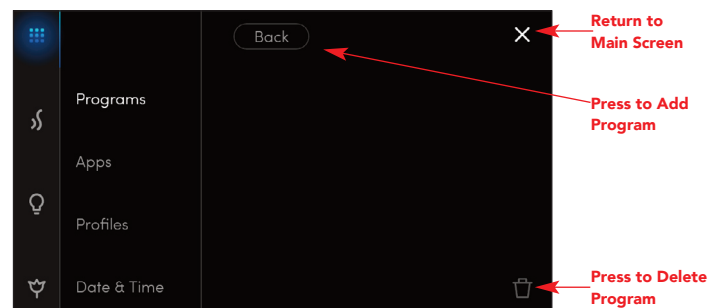 Back
Return to
Main Screen
Programs
Press to Add
Program
Apps
Profiles
Date & Time
Press to Delete
Program